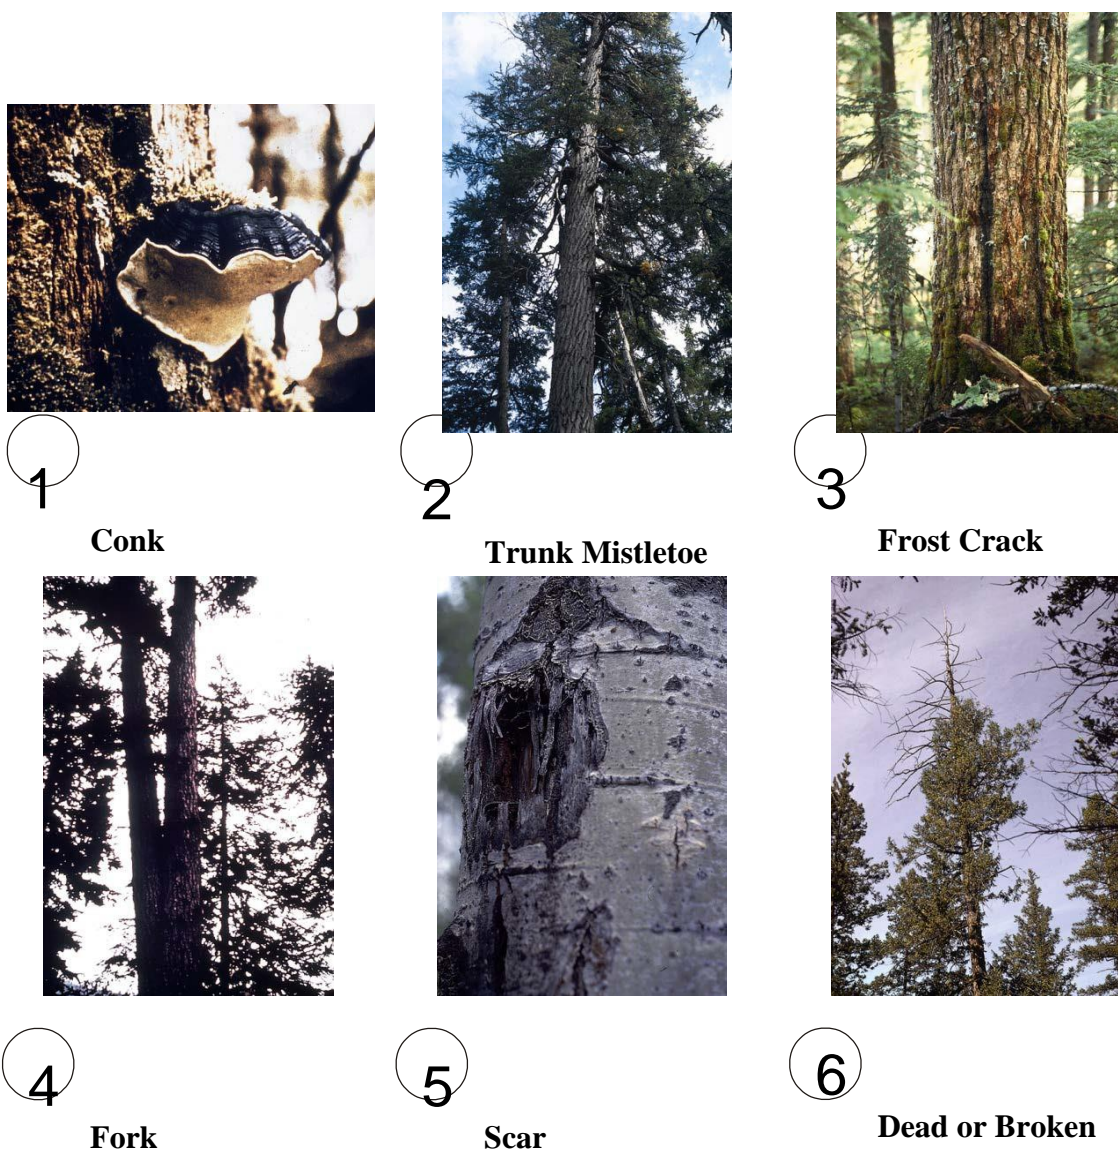 1
2
3
Conk
Trunk Mistletoe
Frost Crack
4
5
6
Fork
Scar
Dead or Broken